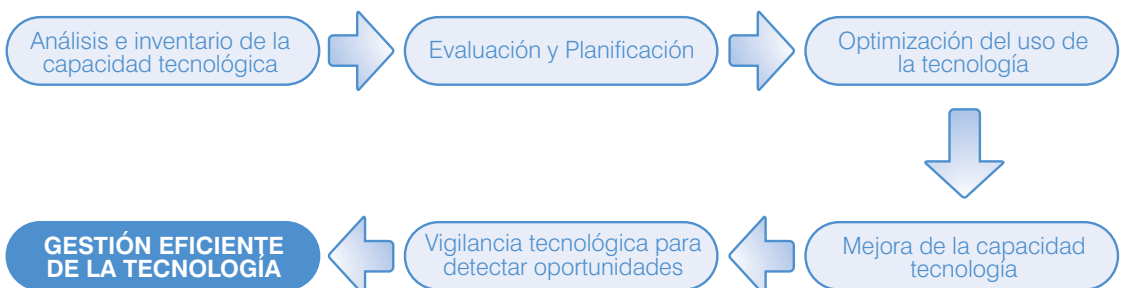 Análisis e inventario de la
capacidad tecnológica
Evaluación y Planificación
Optimización del uso de
la tecnología
Mejora de la capacidad
tecnología
Vigilancia tecnológica para
detectar oportunidades
GESTIÓN EFICIENTE
DE LA TECNOLOGÍA